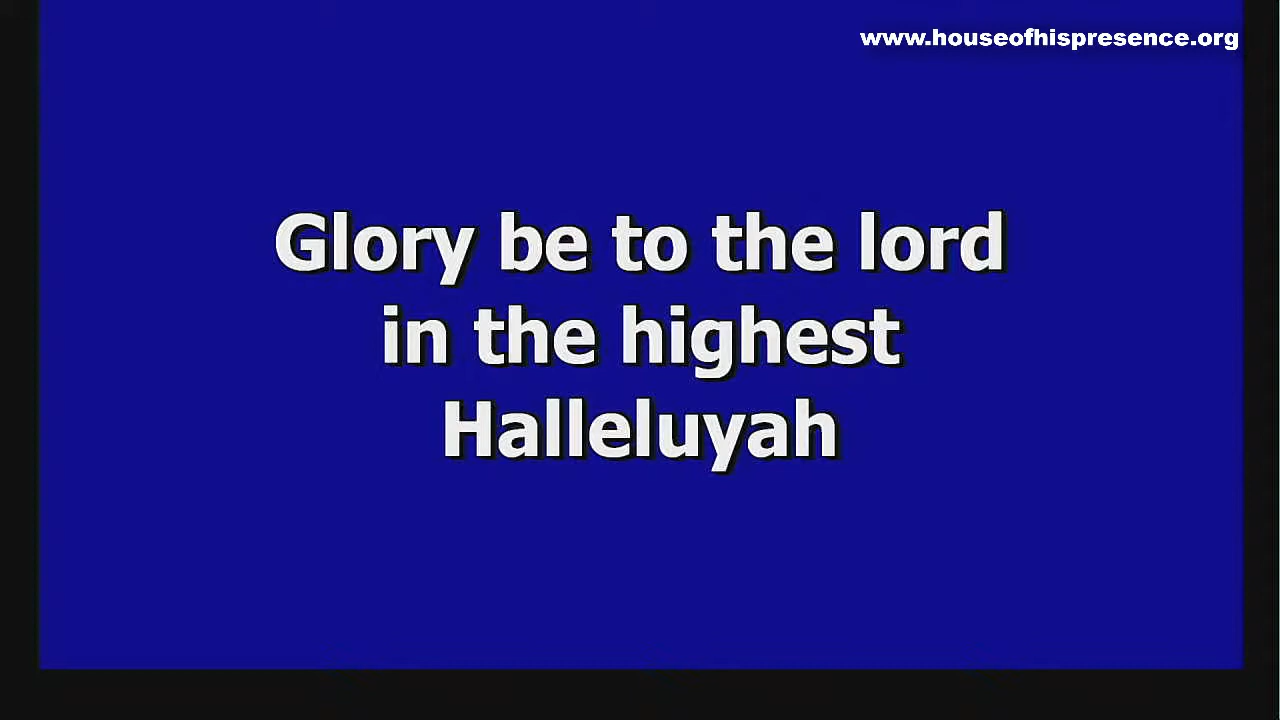 www.houseofhispresence.org
Glory be to the lord
in the highest
Halleluyah